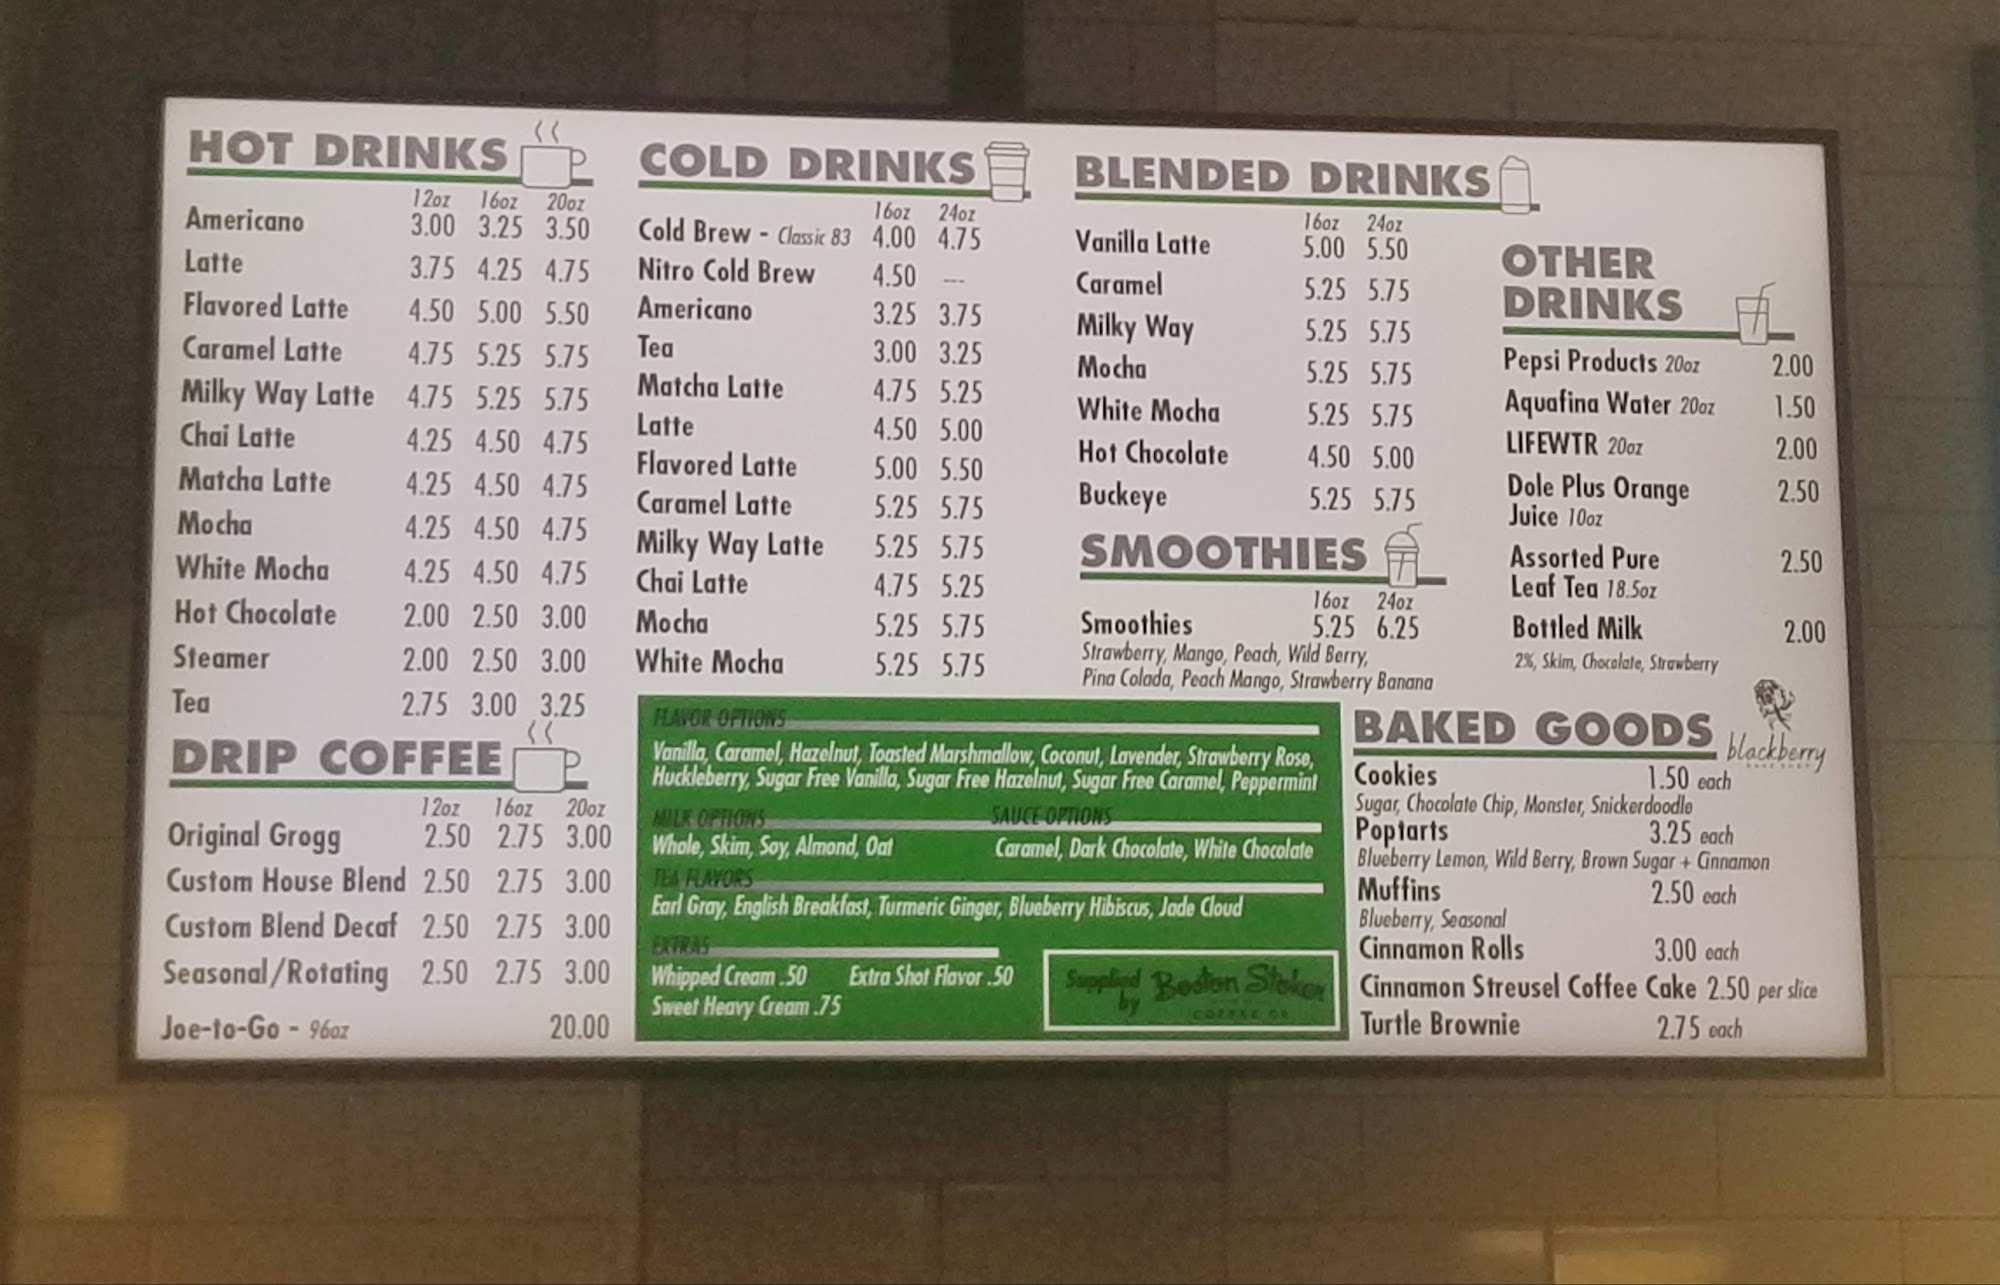 HOT DRINKS
12oz 16oz 20oz
Americano 3.00 3.25 3.50
Latte 3.75 4.25 4.75
Flavored Latte 4.50 5.00 5.50
Caramel Latte 4.75 5.25 5.75
Milky Way Latte 4.75 5.25 5.75
Chai Latte 4.25 4.50 4.75
Matcha Latte 4.25 4.50 4.75
Mocha 4.25 4.50 4.75
White Mocha 4.25 4.50 4.75
Hot Chocolate 2.00 2.50 3.00
Steamer 2.00 2.50 3.00
Tea 2.75 3.00 3.25
DRIP COFFEE
12oz 16oz 20oz
Original Grogg 2.50 2.75 3.00
Custom House Blend 2.50 2.75 3.00
Custom Blend Decaf 2.50 2.75 3.00
Seasonal/Rotating 2.50 2.75 3.00
Joe-to-Go - 96oz 20.00
COLD DRINKS
16oz 24oz
Cold Brew - Classic 83 4.00 4.75
Nitro Cold Brew 4.50 ---
Americano 3.25 3.75
Tea 3.00 3.25
Matcha Latte 4.75 5.25
Latte 4.50 5.00
Flavored Latte 5.00 5.50
Caramel Latte 5.25 5.75
Milky Way Latte 5.25 5.75
Chai Latte 4.75 5.25
Mocha 5.25 5.75
White Mocha 5.25 5.75
BLENDED DRINKS
16oz 24oz
Vanilla Latte 5.00 5.50
Caramel 5.25 5.75
Milky Way 5.25 5.75
Mocha 5.25 5.75
White Mocha 5.25 5.75
Hot Chocolate 4.50 5.00
Buckeye 5.25 5.75
SMOOTHIES
16oz 24oz
Smoothies 5.25 6.25
Strawberry, Mango, Peach, Wild Berry,
Pina Colada, Peach Mango, Strawberry Banana
OTHER
DRINKS
Pepsi Products 20oz 2.00
Aquafina Water 20oz 1.50
LIFEWTR 20oz 2.00
Dole Plus Orange 2.50
Juice 10oz
Assorted Pure 2.50
Leaf Tea 18.5oz
Bottled Milk 2.00
2%, Skim, Chocolate, Strawberry
FLAVOR OPTIONS
Vanilla, Caramel, Hazelnut, Toasted Marshmallow, Coconut, Lavender, Strawberry Rose,
Huckleberry, Sugar Free Vanilla, Sugar Free Hazelnut, Sugar Free Caramel, Peppermint
MILK OPTIONS SAUCE OPTIONS
Whole, Skim, Soy, Almond, Oat Caramel, Dark Chocolate, White Chocolate
TEA FLAVORS
Earl Gray, English Breakfast, Turmeric Ginger, Blueberry Hibiscus, Jade Cloud
EXTRAS
Whipped Cream .50 Extra Shot Flavor .50
Sweet Heavy Cream .75
Supplied by Boston Stoker
COFFEE CO
BAKED GOODS
blackberry
Cookies 1.50 each
Sugar, Chocolate Chip, Monster, Snickerdoodle
Poptarts 3.25 each
Blueberry Lemon, Wild Berry, Brown Sugar + Cinnamon
Muffins 2.50 each
Blueberry, Seasonal
Cinnamon Rolls 3.00 each
Cinnamon Streusel Coffee Cake 2.50 per slice
Turtle Brownie 2.75 each